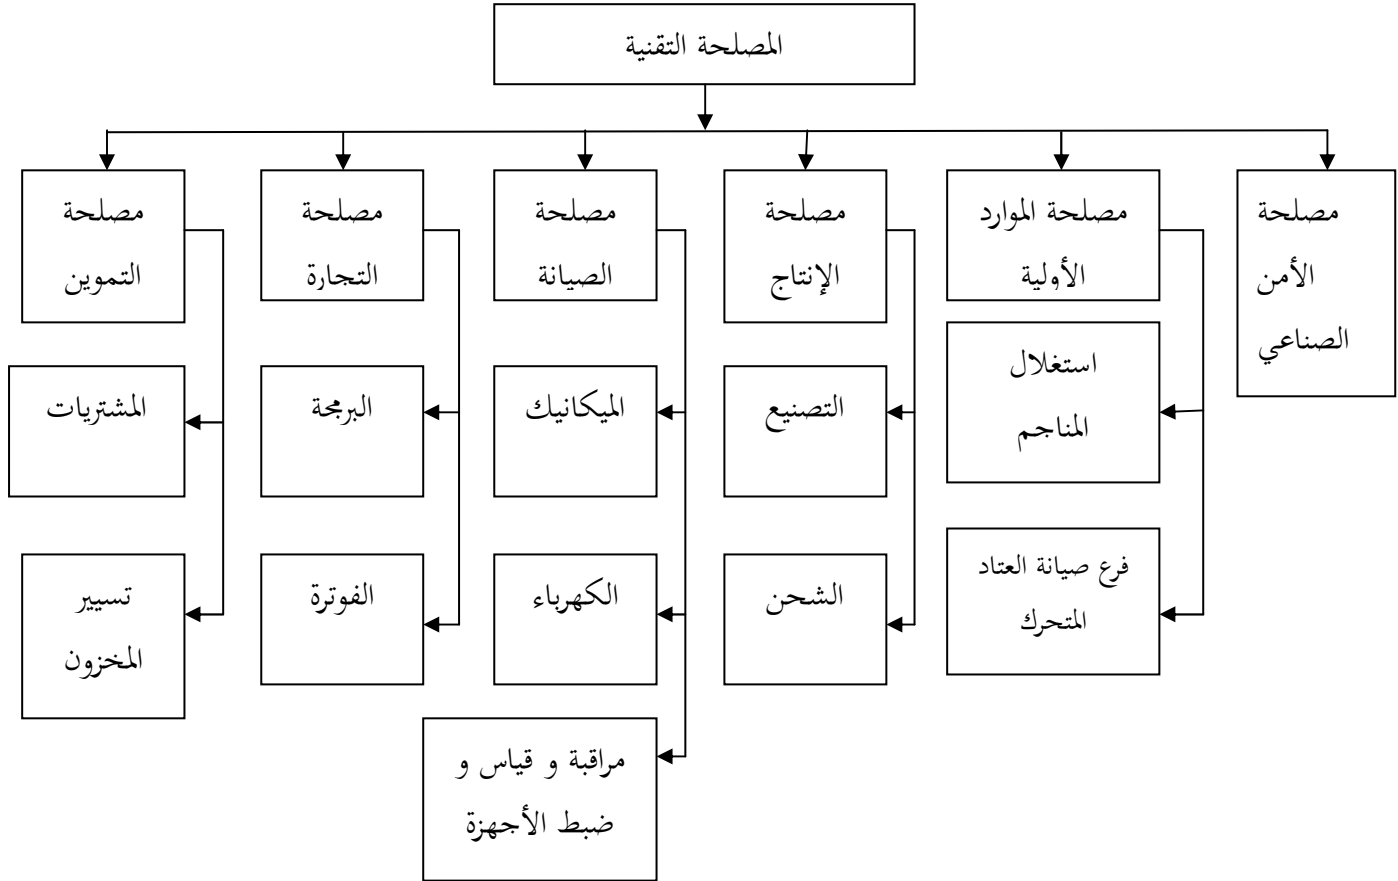 المصلحة التقنية
مصلحة
الأمن
الصناعي
مصلحة الموارد
الأولية
استغلال
المناجم
فرع صيانة العتاد
المتحرك
مصلحة
الإنتاج
التصنيع
الشحن
مصلحة
الصيانة
الميكانيك
الكهرباء
مراقبة و قياس و
ضبط الأجهزة
مصلحة
التجارة
البرمجة
الفوترة
مصلحة
التموين
المشتريات
تسيير
المخزون